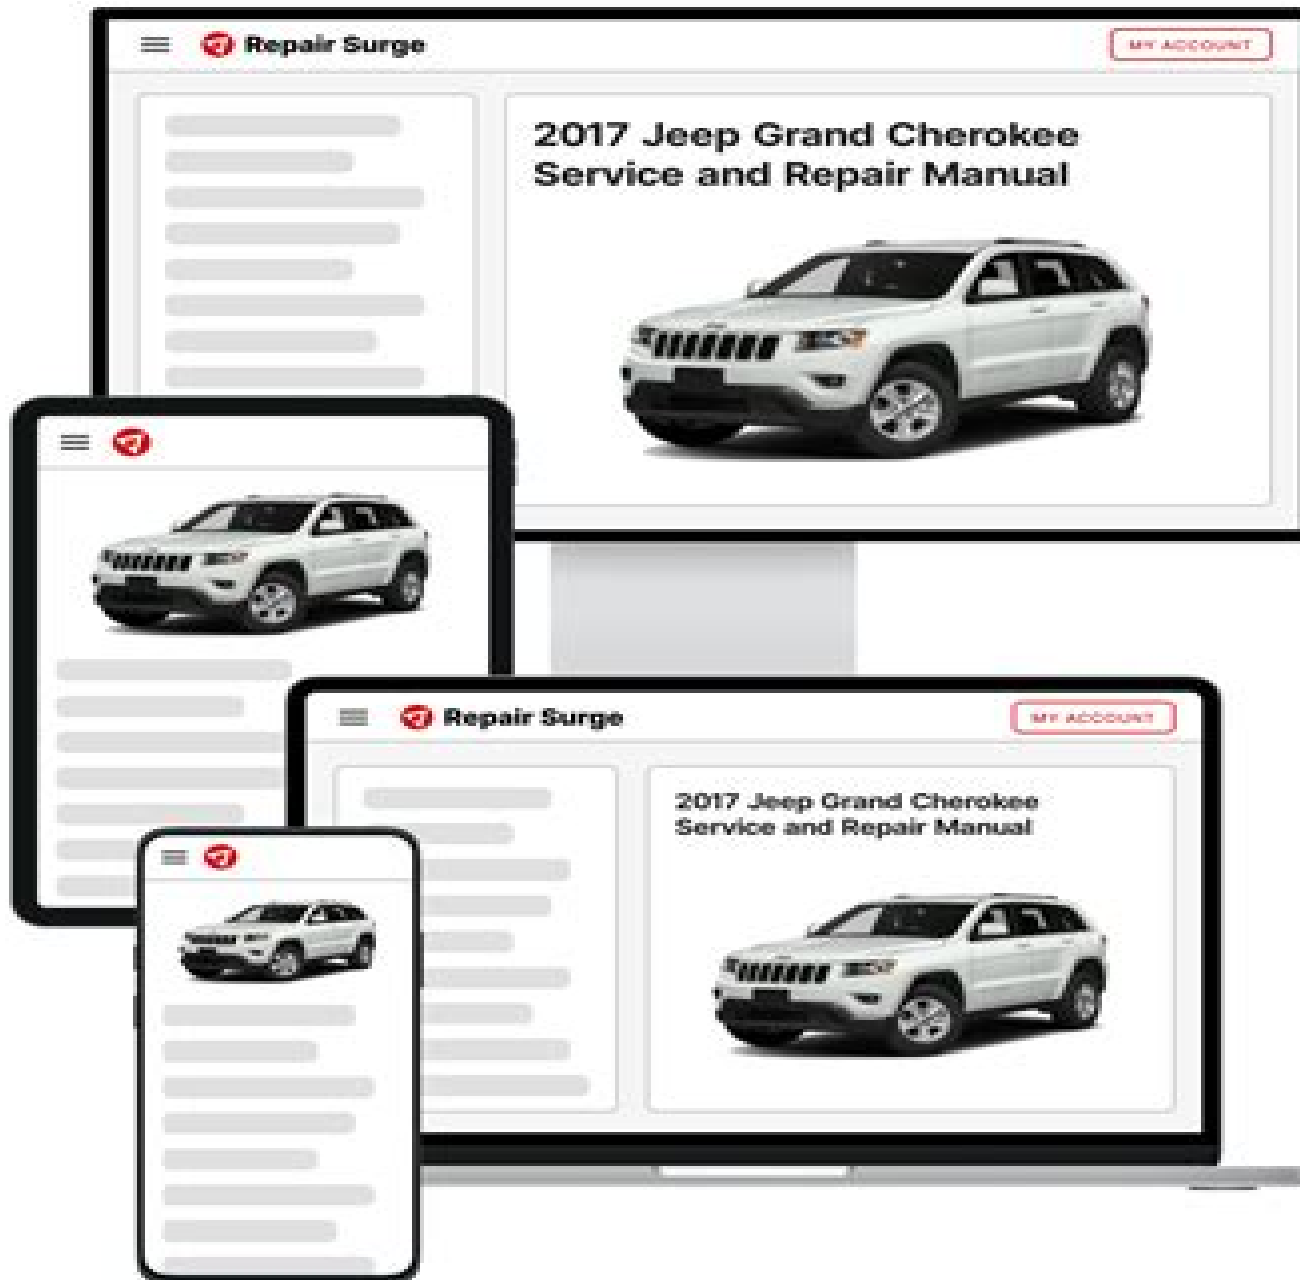 Repair Surge
MY ACCOUNT
2017 Jeep Grand Cherokee
Service and Repair Manual
Repair Surge
MY ACCOUNT
2017 Jeep Grand Cherokee
Service and Repair Manual